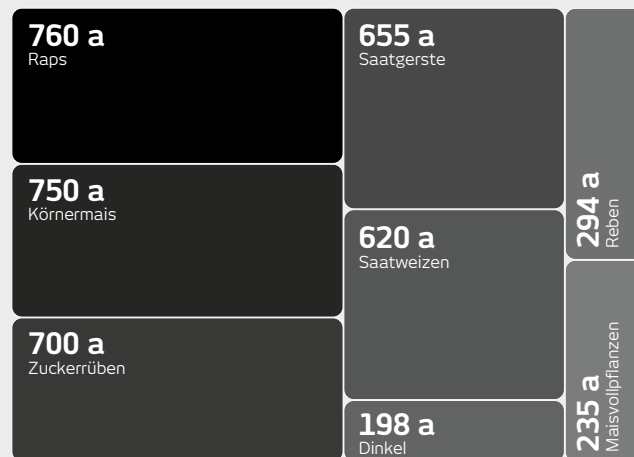 760 a
Raps
750 a
Körnermais
700 a
Zuckerrüben
655 a
Saatgerste
620 a
Saatweizen
198 a
Dinkel
294 a
Reben
235 a
Maisvollpflanzen